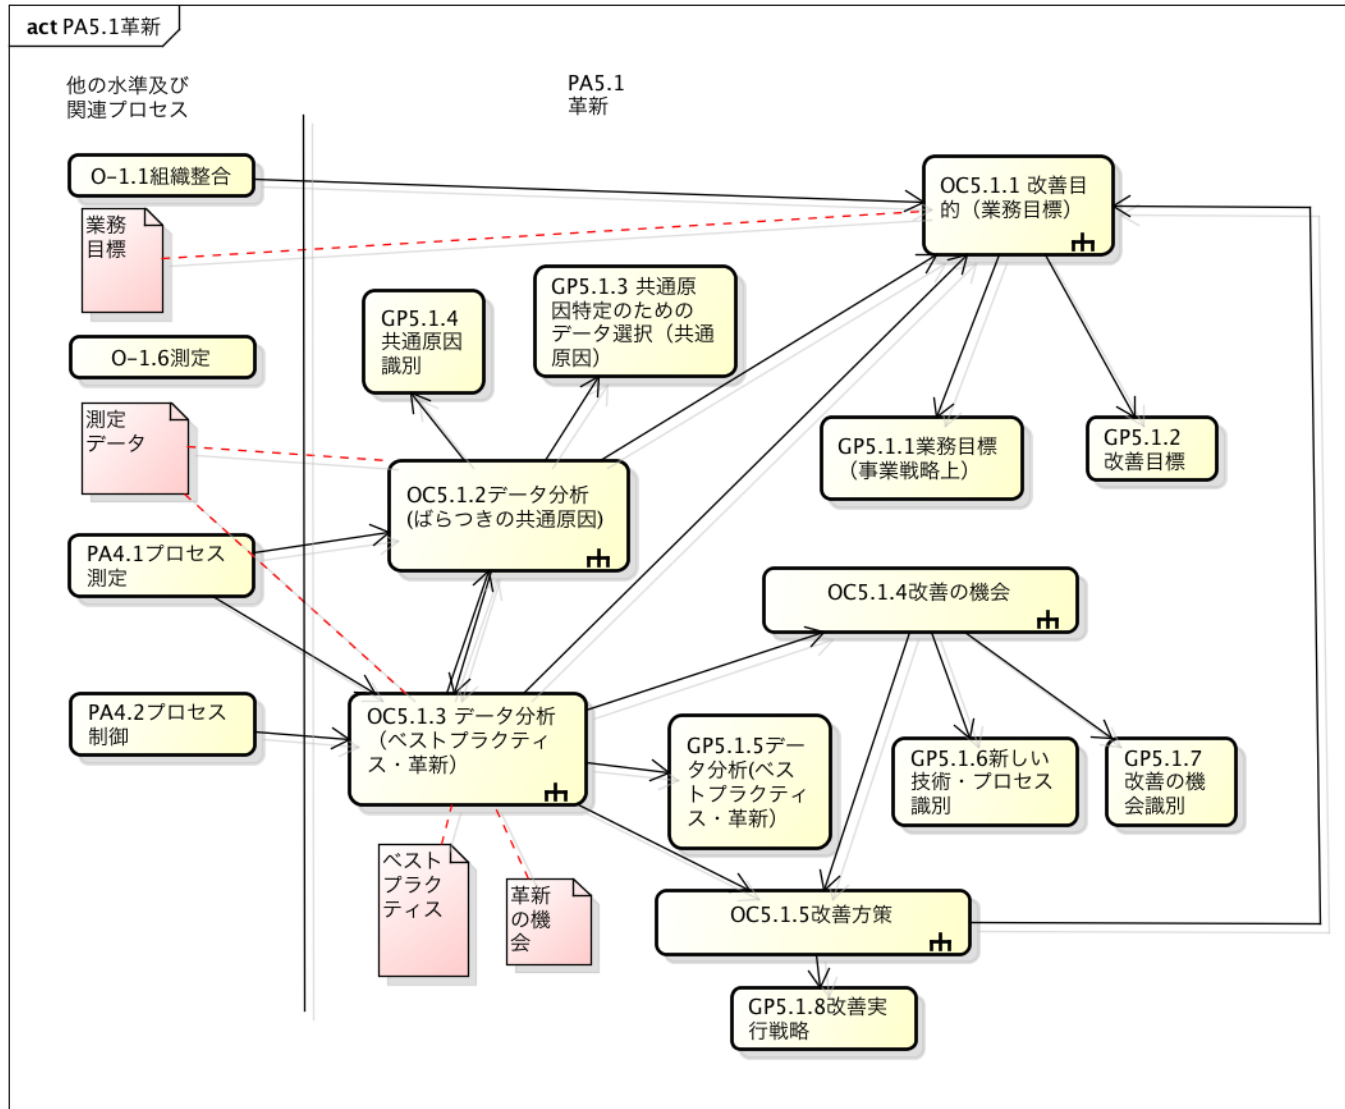 act PA5.1革新
他の水準及び
関連プロセス
PA5.1
革新
O-1.1組織整合
業務
目標
O-1.6測定
測定
データ
PA4.1プロセス
測定
PA4.2プロセス
制御
OC5.1.1 改善目
的（業務目標）
GP5.1.4
共通原因
識別
GP5.1.3 共通原
因特定のための
データ選択（共通
原因）
GP5.1.1業務目標
（事業戦略上）
GP5.1.2
改善目標
OC5.1.2データ分析
(ばらつきの共通原因)
OC5.1.4改善の機会
OC5.1.3 データ分析
（ベストプラクティ
ス・革新）
GP5.1.5デー
タ分析(ベス
トプラクティ
ス・革新）
GP5.1.6新しい
技術・プロセス
識別
GP5.1.7
改善の機
会識別
ベスト
プラク
ティス
革新
の機
会
OC5.1.5改善方策
GP5.1.8改善実
行戦略